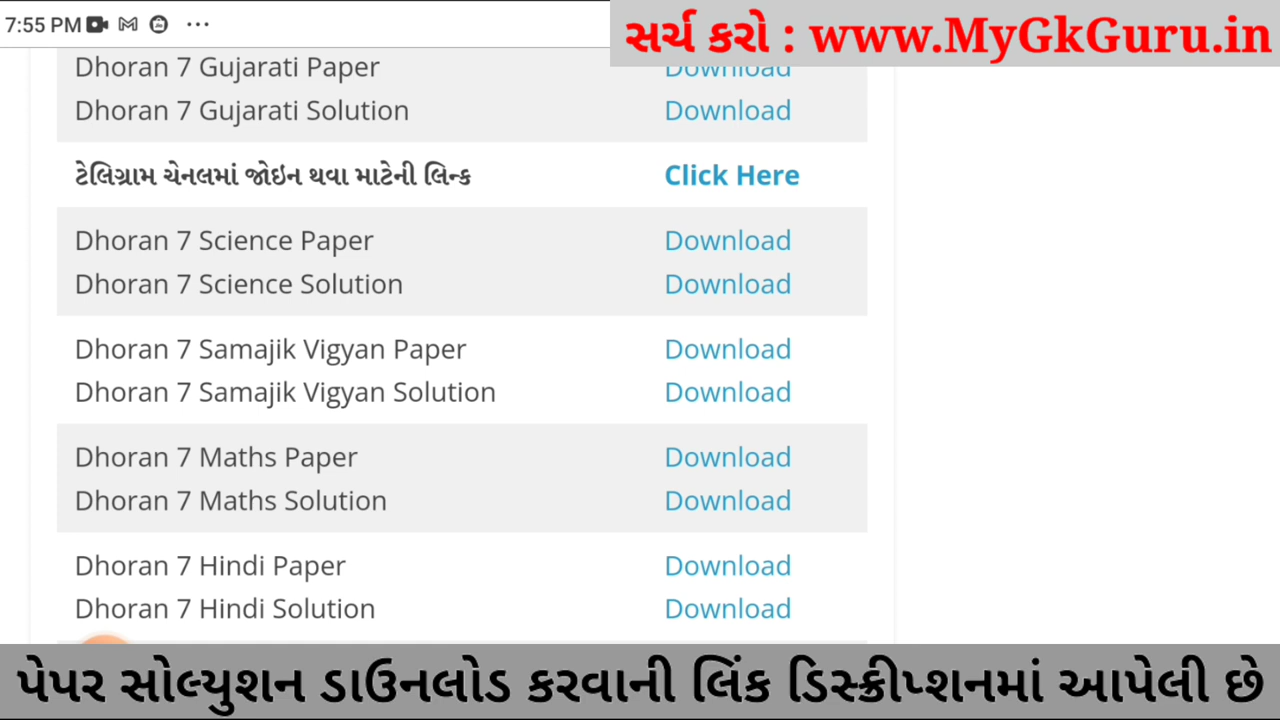 7:55 PM
સર્ચ કરો : www.MyGkGuru.in
Dhoran 7 Gujarati Paper Download
Dhoran 7 Gujarati Solution Download
ટેલિગ્રામ ચેનલમાં જોઇન થવા માટેની લિન્ક Click Here
Dhoran 7 Science Paper Download
Dhoran 7 Science Solution Download
Dhoran 7 Samajik Vigyan Paper Download
Dhoran 7 Samajik Vigyan Solution Download
Dhoran 7 Maths Paper Download
Dhoran 7 Maths Solution Download
Dhoran 7 Hindi Paper Download
Dhoran 7 Hindi Solution Download
પેપર સોલ્યુશન ડાઉનલોડ કરવાની લિંક ડિસ્ક્રીપ્શનમાં આપેલી છે